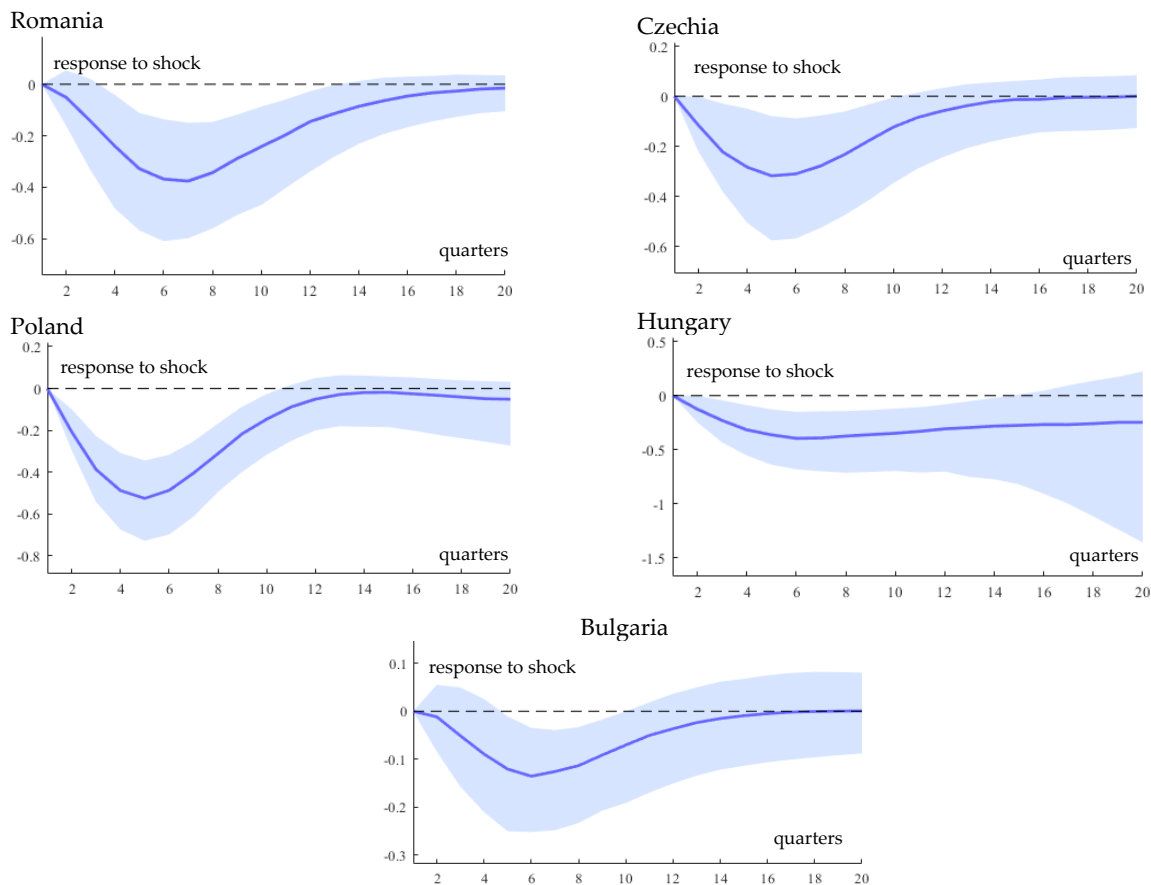 Romania
response to shock
0
-0.2
-0.4
-0.6
quarters
2 4 6 8 10 12 14 16 18 20
Czechia
0.2
response to shock
0
-0.2
-0.4
-0.6
quarters
2 4 6 8 10 12 14 16 18 20
Poland
0.2
response to shock
0
-0.2
-0.4
-0.6
-0.8
quarters
2 4 6 8 10 12 14 16 18 20
Hungary
0.5
response to shock
0
-0.5
-1
-1.5
quarters
2 4 6 8 10 12 14 16 18 20
Bulgaria
0.1
response to shock
0
-0.1
-0.2
-0.3
quarters
2 4 6 8 10 12 14 16 18 20